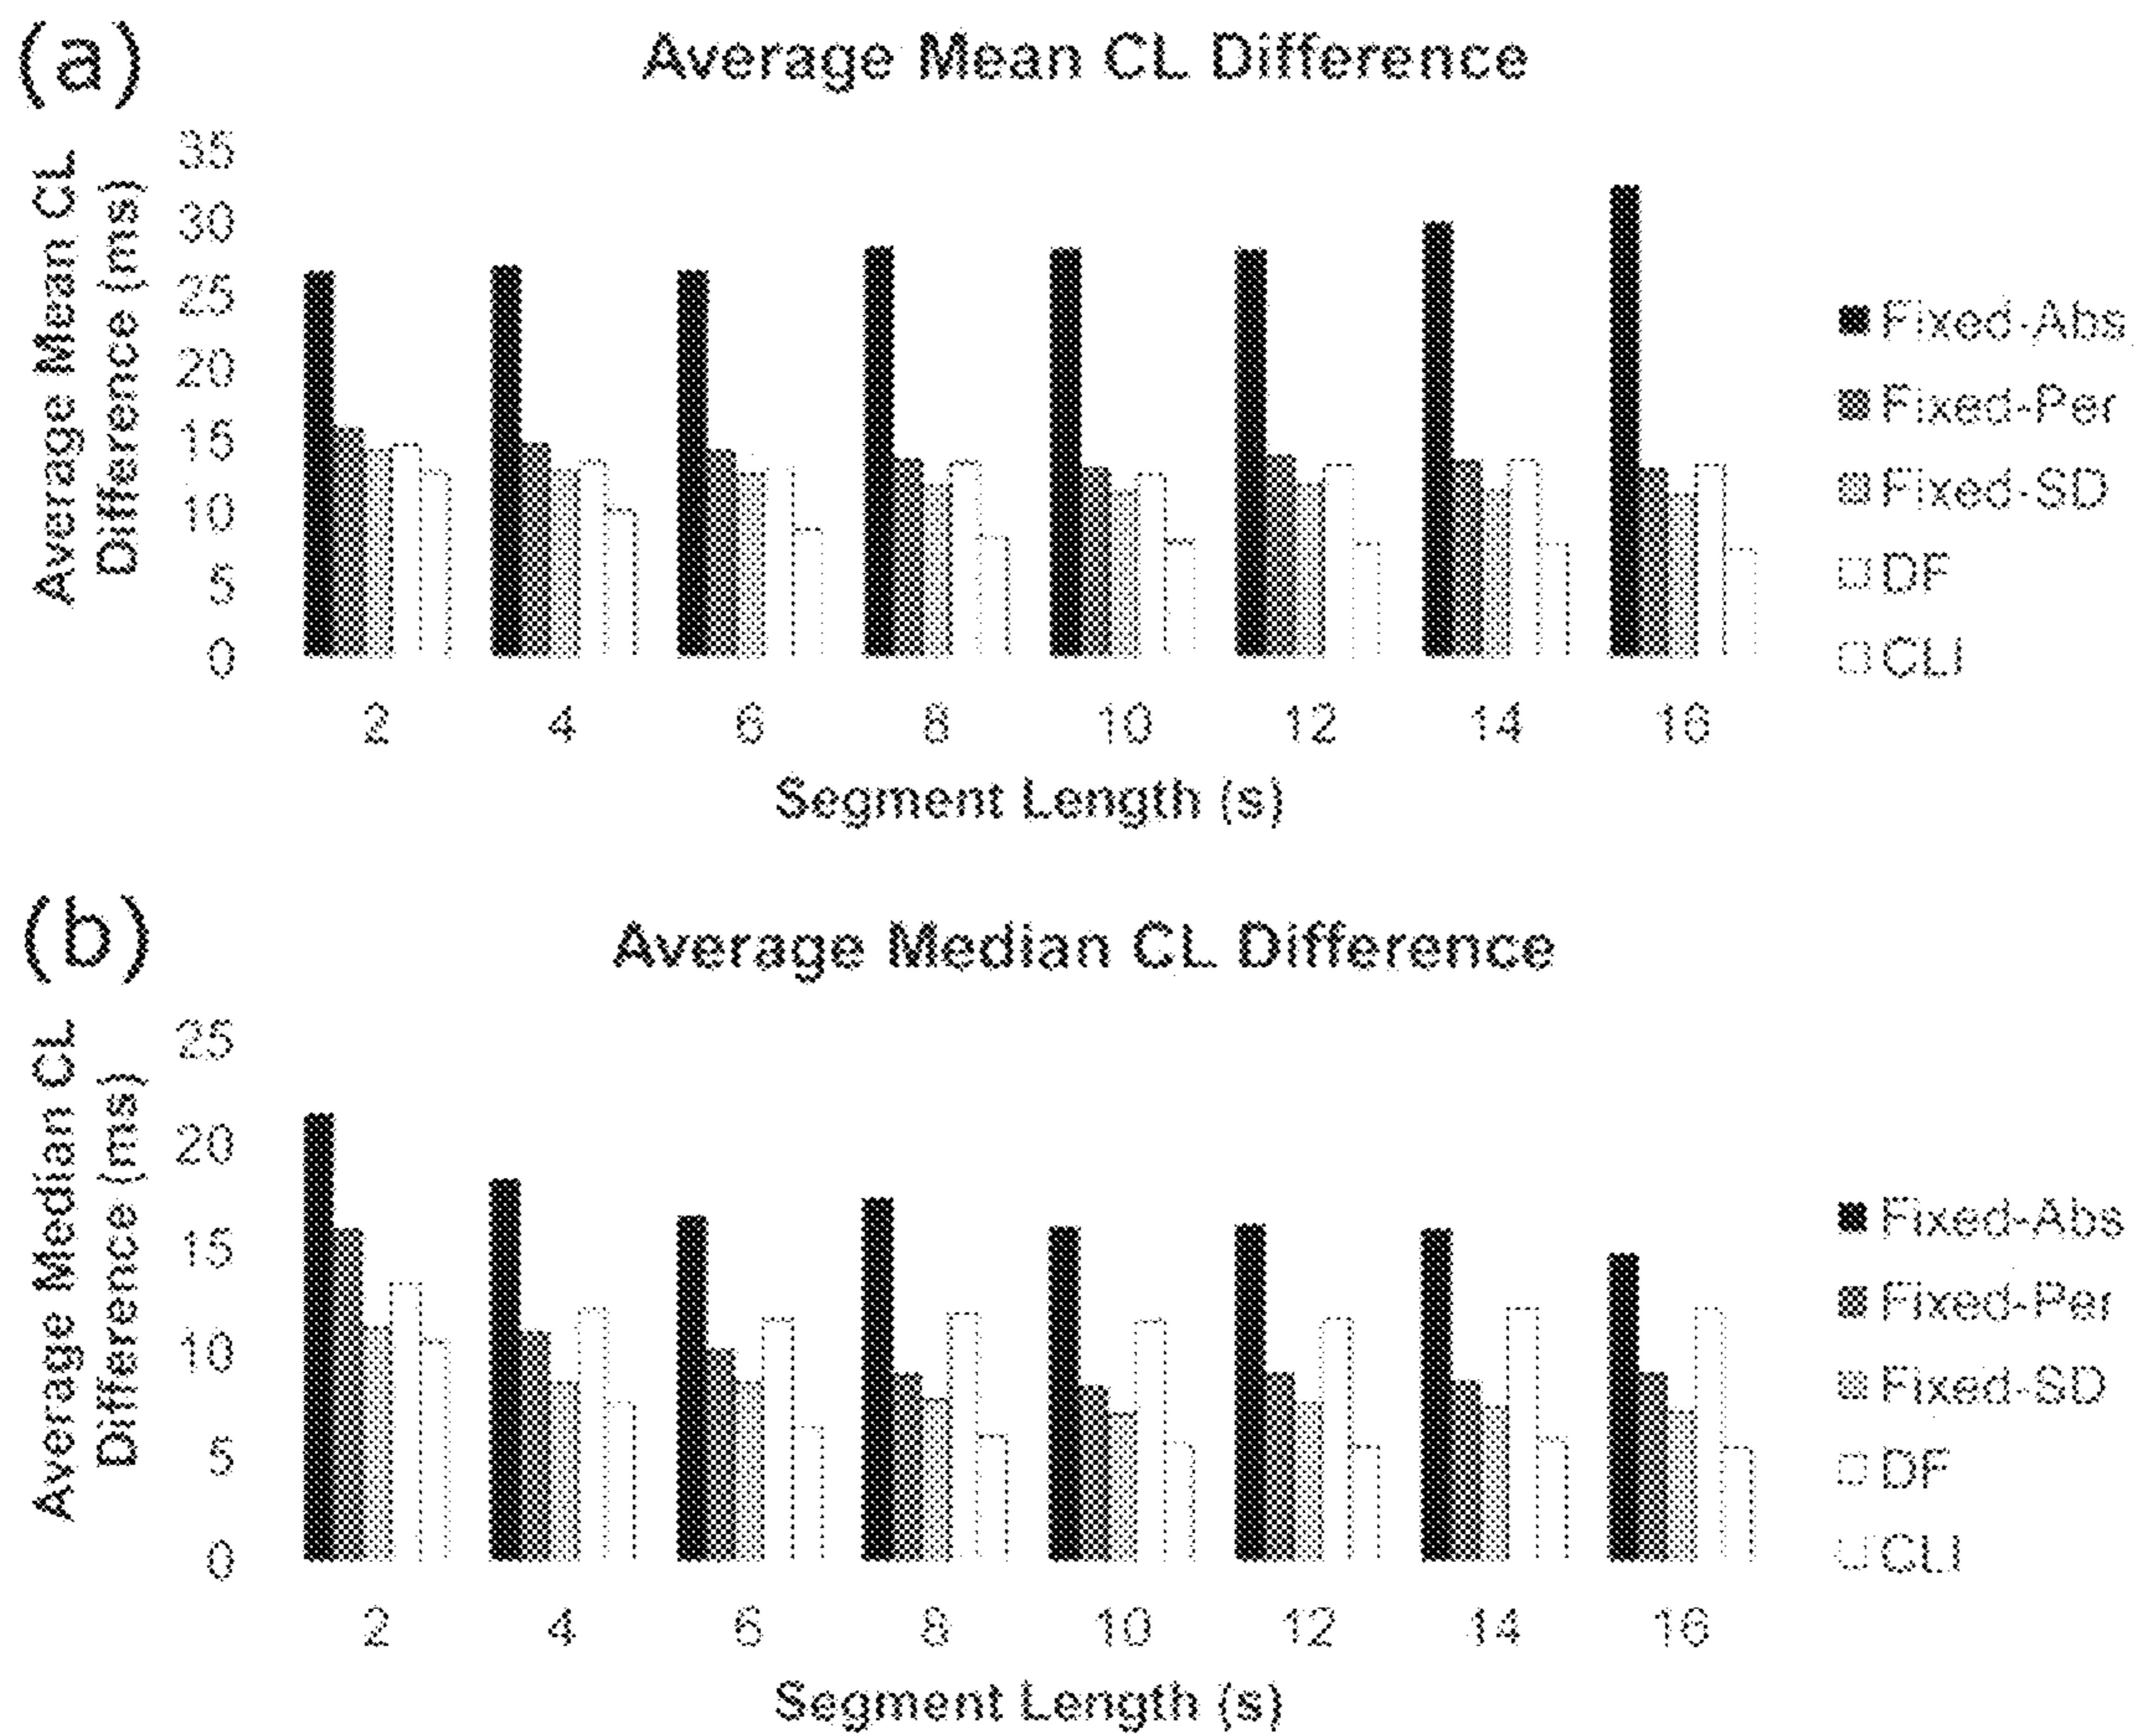 (a)
Average Mean CL Difference
Average Mean CL
Difference (ms)
35
30
25
20
15
10
5
0
2 4 6 8 10 12 14 16
Segment Length (s)
Fixed-Abs
Fixed-Per
Fixed-SD
DF
CLI
(b)
Average Median CL Difference
Average Median CL
Difference (ms)
25
20
15
10
5
0
2 4 6 8 10 12 14 16
Segment Length (s)
Fixed-Abs
Fixed-Per
Fixed-SD
DF
CLI